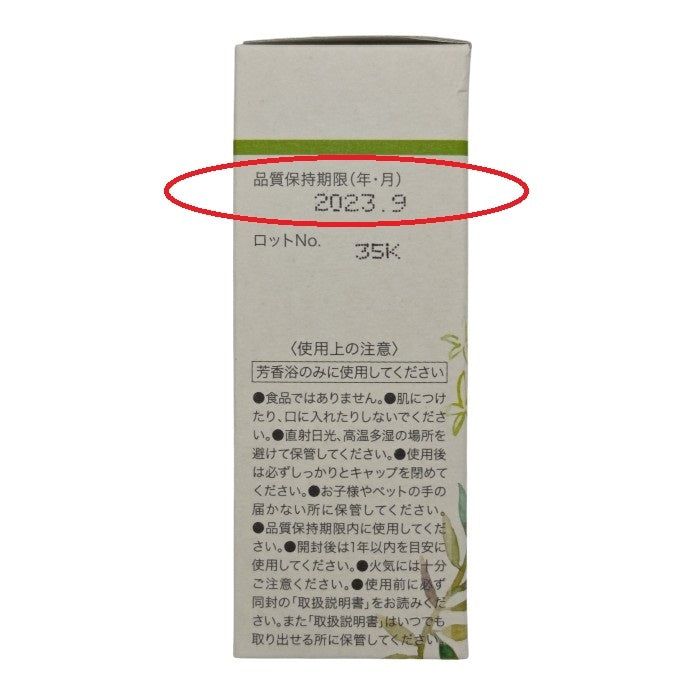 品質保持期限(年・月)
2023.9
ロットNo.
35K
〈使用上の注意〉
芳香浴のみに使用してください
●食品ではありません。●肌につけ
たり、口に入れたりしないでくださ
い。●直射日光、高温多湿の場所を
避けて保管してください。●使用後
は必ずしっかりとキャップを閉めて
ください。●お子様やペットの手の
届かない所に保管してください。
●品質保持期限内に使用してくだ
さい。●開封後は1年以内を目安に
使用してください。●火気には十分
ご注意ください。●使用前に必ず
同封の「取扱説明書」をお読みくだ
さい。また「取扱説明書」はいつでも
取り出せる所に保管してください。